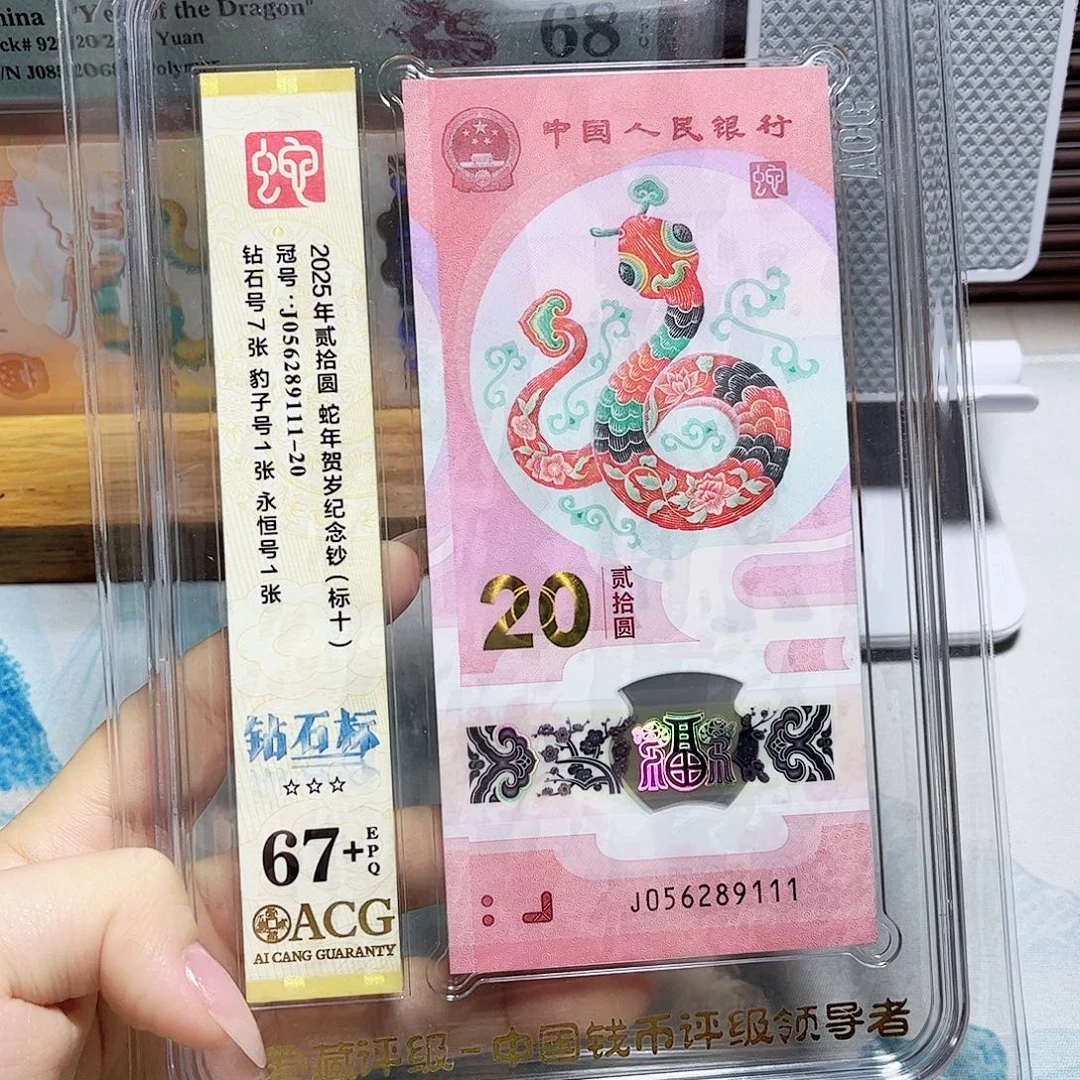 "Year of the Dragon"
Yuan
68
蛇
2025年贰拾圆 蛇年贺岁纪念钞(标十)
冠号:J056289111-20
钻石号7张 豹子号1张 永恒号1张
钻石标
☆☆☆
67+EPQ
ACG
AI CANG GUARANTY
中国人民银行
蛇
20
贰拾圆
福
J056289111
ACG
藏评级-中国钱币评级领导者